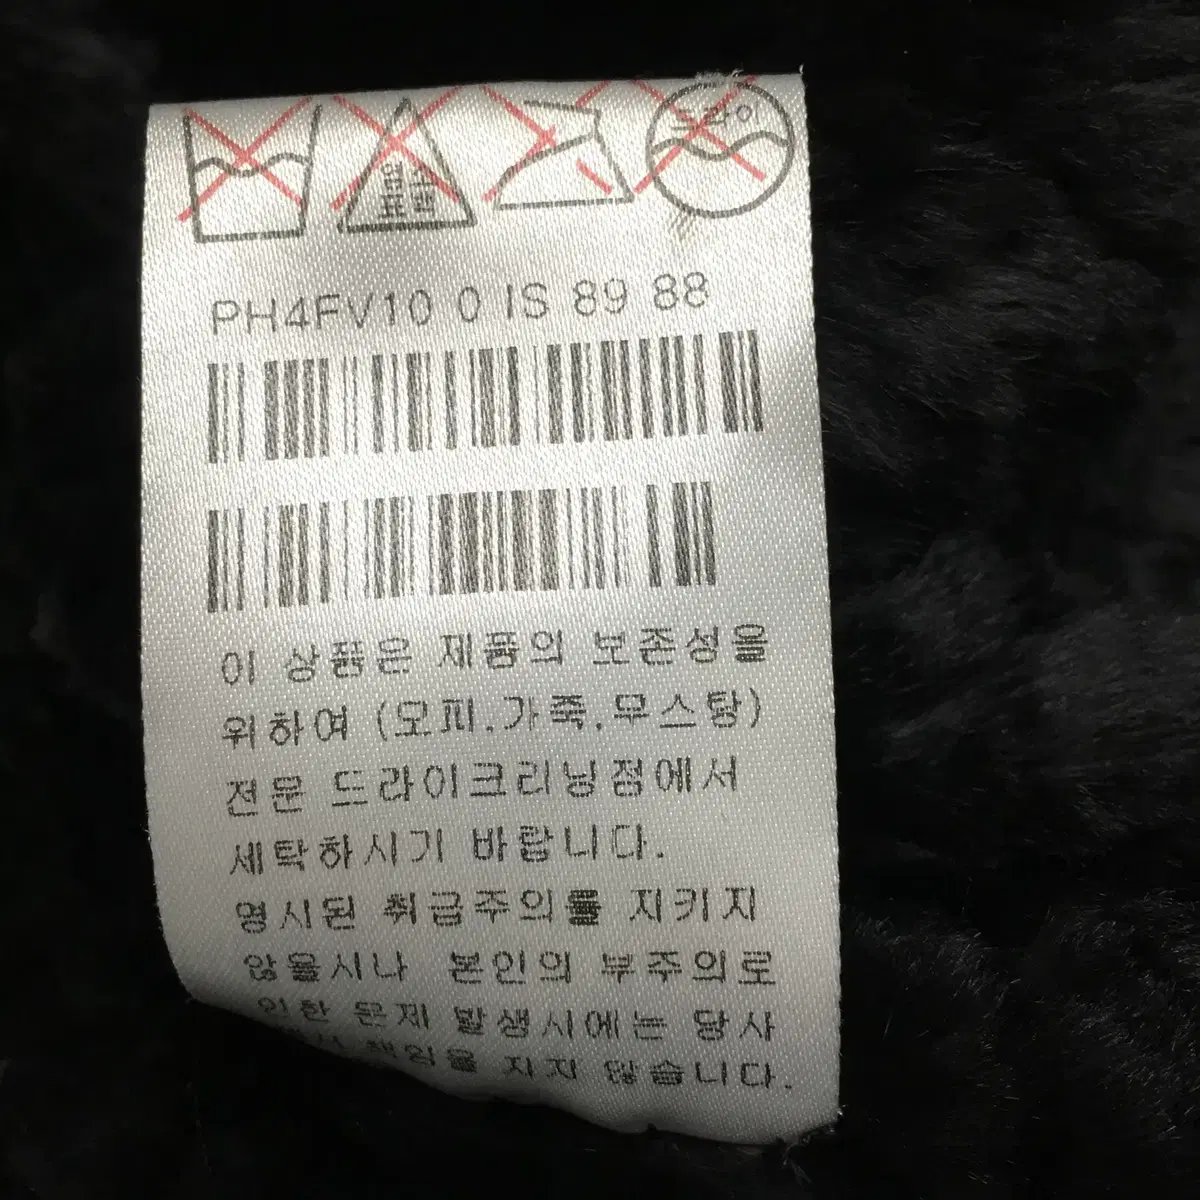 드라이
표백
PH4FV10 0 IS 89 88
이 상품은 제품의 보존성을
위하여 (모피.가죽.무스탕)
전문 드라이크리닝점에서
세탁하시기 바랍니다.
명시된 취급주의를 지키지
않을시나 본인의 부주의로
인한 문제 발생시에는 당사
책임을 지지 않습니다.